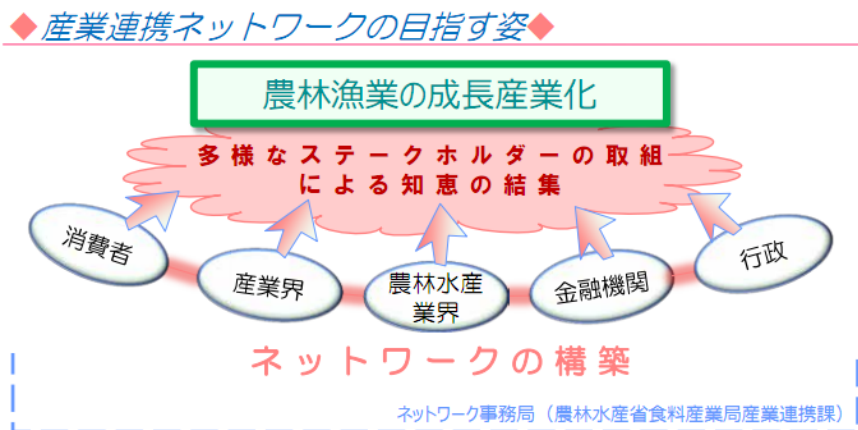 ◆産業連携ネットワークの目指す姿◆
農林漁業の成長産業化
多様なステークホルダーの取組
による知恵の結集
消費者
産業界
農林水産
業界
金融機関
行政
ネットワークの構築
ネットワーク事務局（農林水産省食料産業局産業連携課）